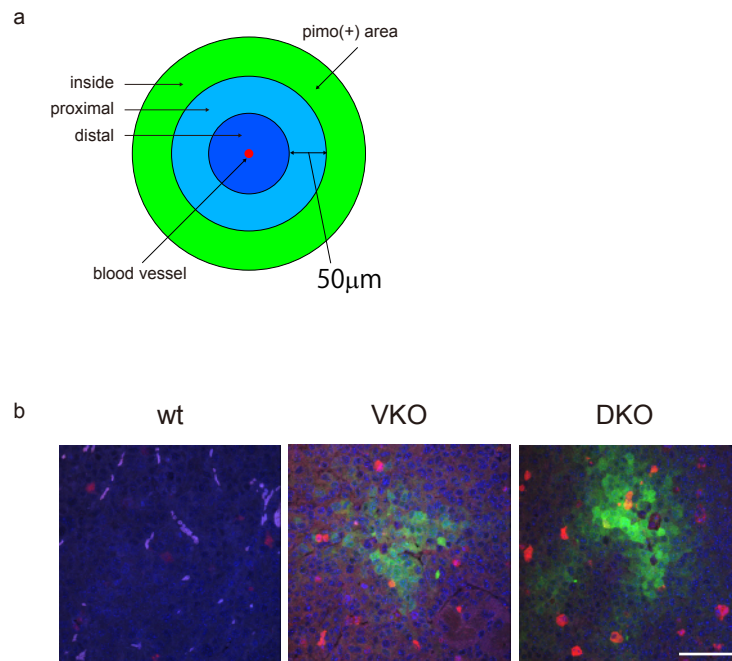 a
pimo(+) area
inside
proximal
distal
blood vessel
50μm
b
wt
VKO
DKO